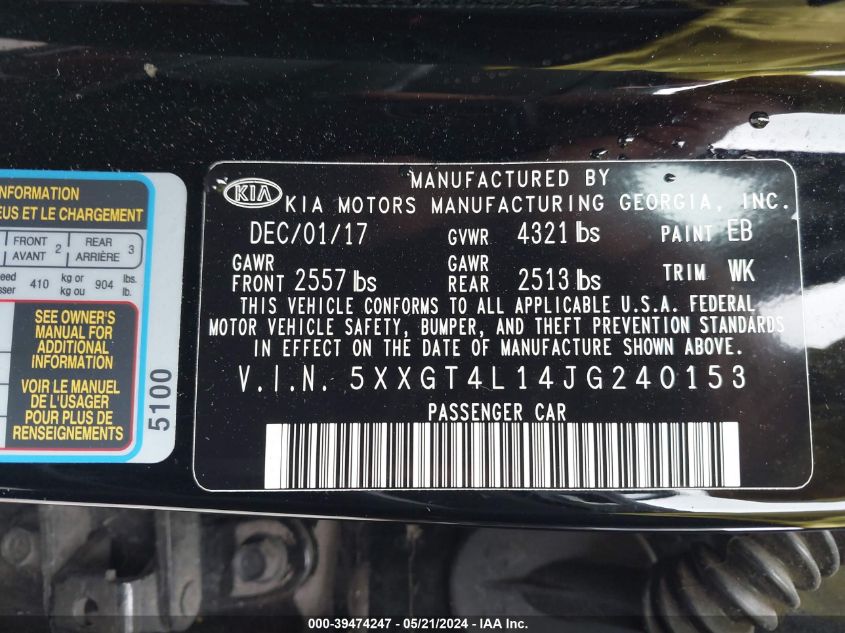 INFORMATION
EUS ET LE CHARGEMENT
FRONT 2 REAR 3
AVANT ARRIÈRE
410 kg or 904 lbs.
kg ou lb.
SEE OWNER'S
MANUAL FOR
ADDITIONAL
INFORMATION
VOIR LE MANUEL
DE L'USAGER
POUR PLUS DE
RENSEIGNEMENTS
5100
KIA
MANUFACTURED BY
KIA MOTORS MANUFACTURING GEORGIA, INC.
DEC/01/17 GVWR 4321 lbs PAINT EB
GAWR FRONT 2557 lbs GAWR REAR 2513 lbs TRIM WK
THIS VEHICLE CONFORMS TO ALL APPLICABLE U.S.A. FEDERAL
MOTOR VEHICLE SAFETY, BUMPER, AND THEFT PREVENTION STANDARDS
IN EFFECT ON THE DATE OF MANUFACTURE SHOWN ABOVE.
V.I.N. 5XXGT4L14JG240153
PASSENGER CAR
000-39474247 - 05/21/2024 - IAA Inc.